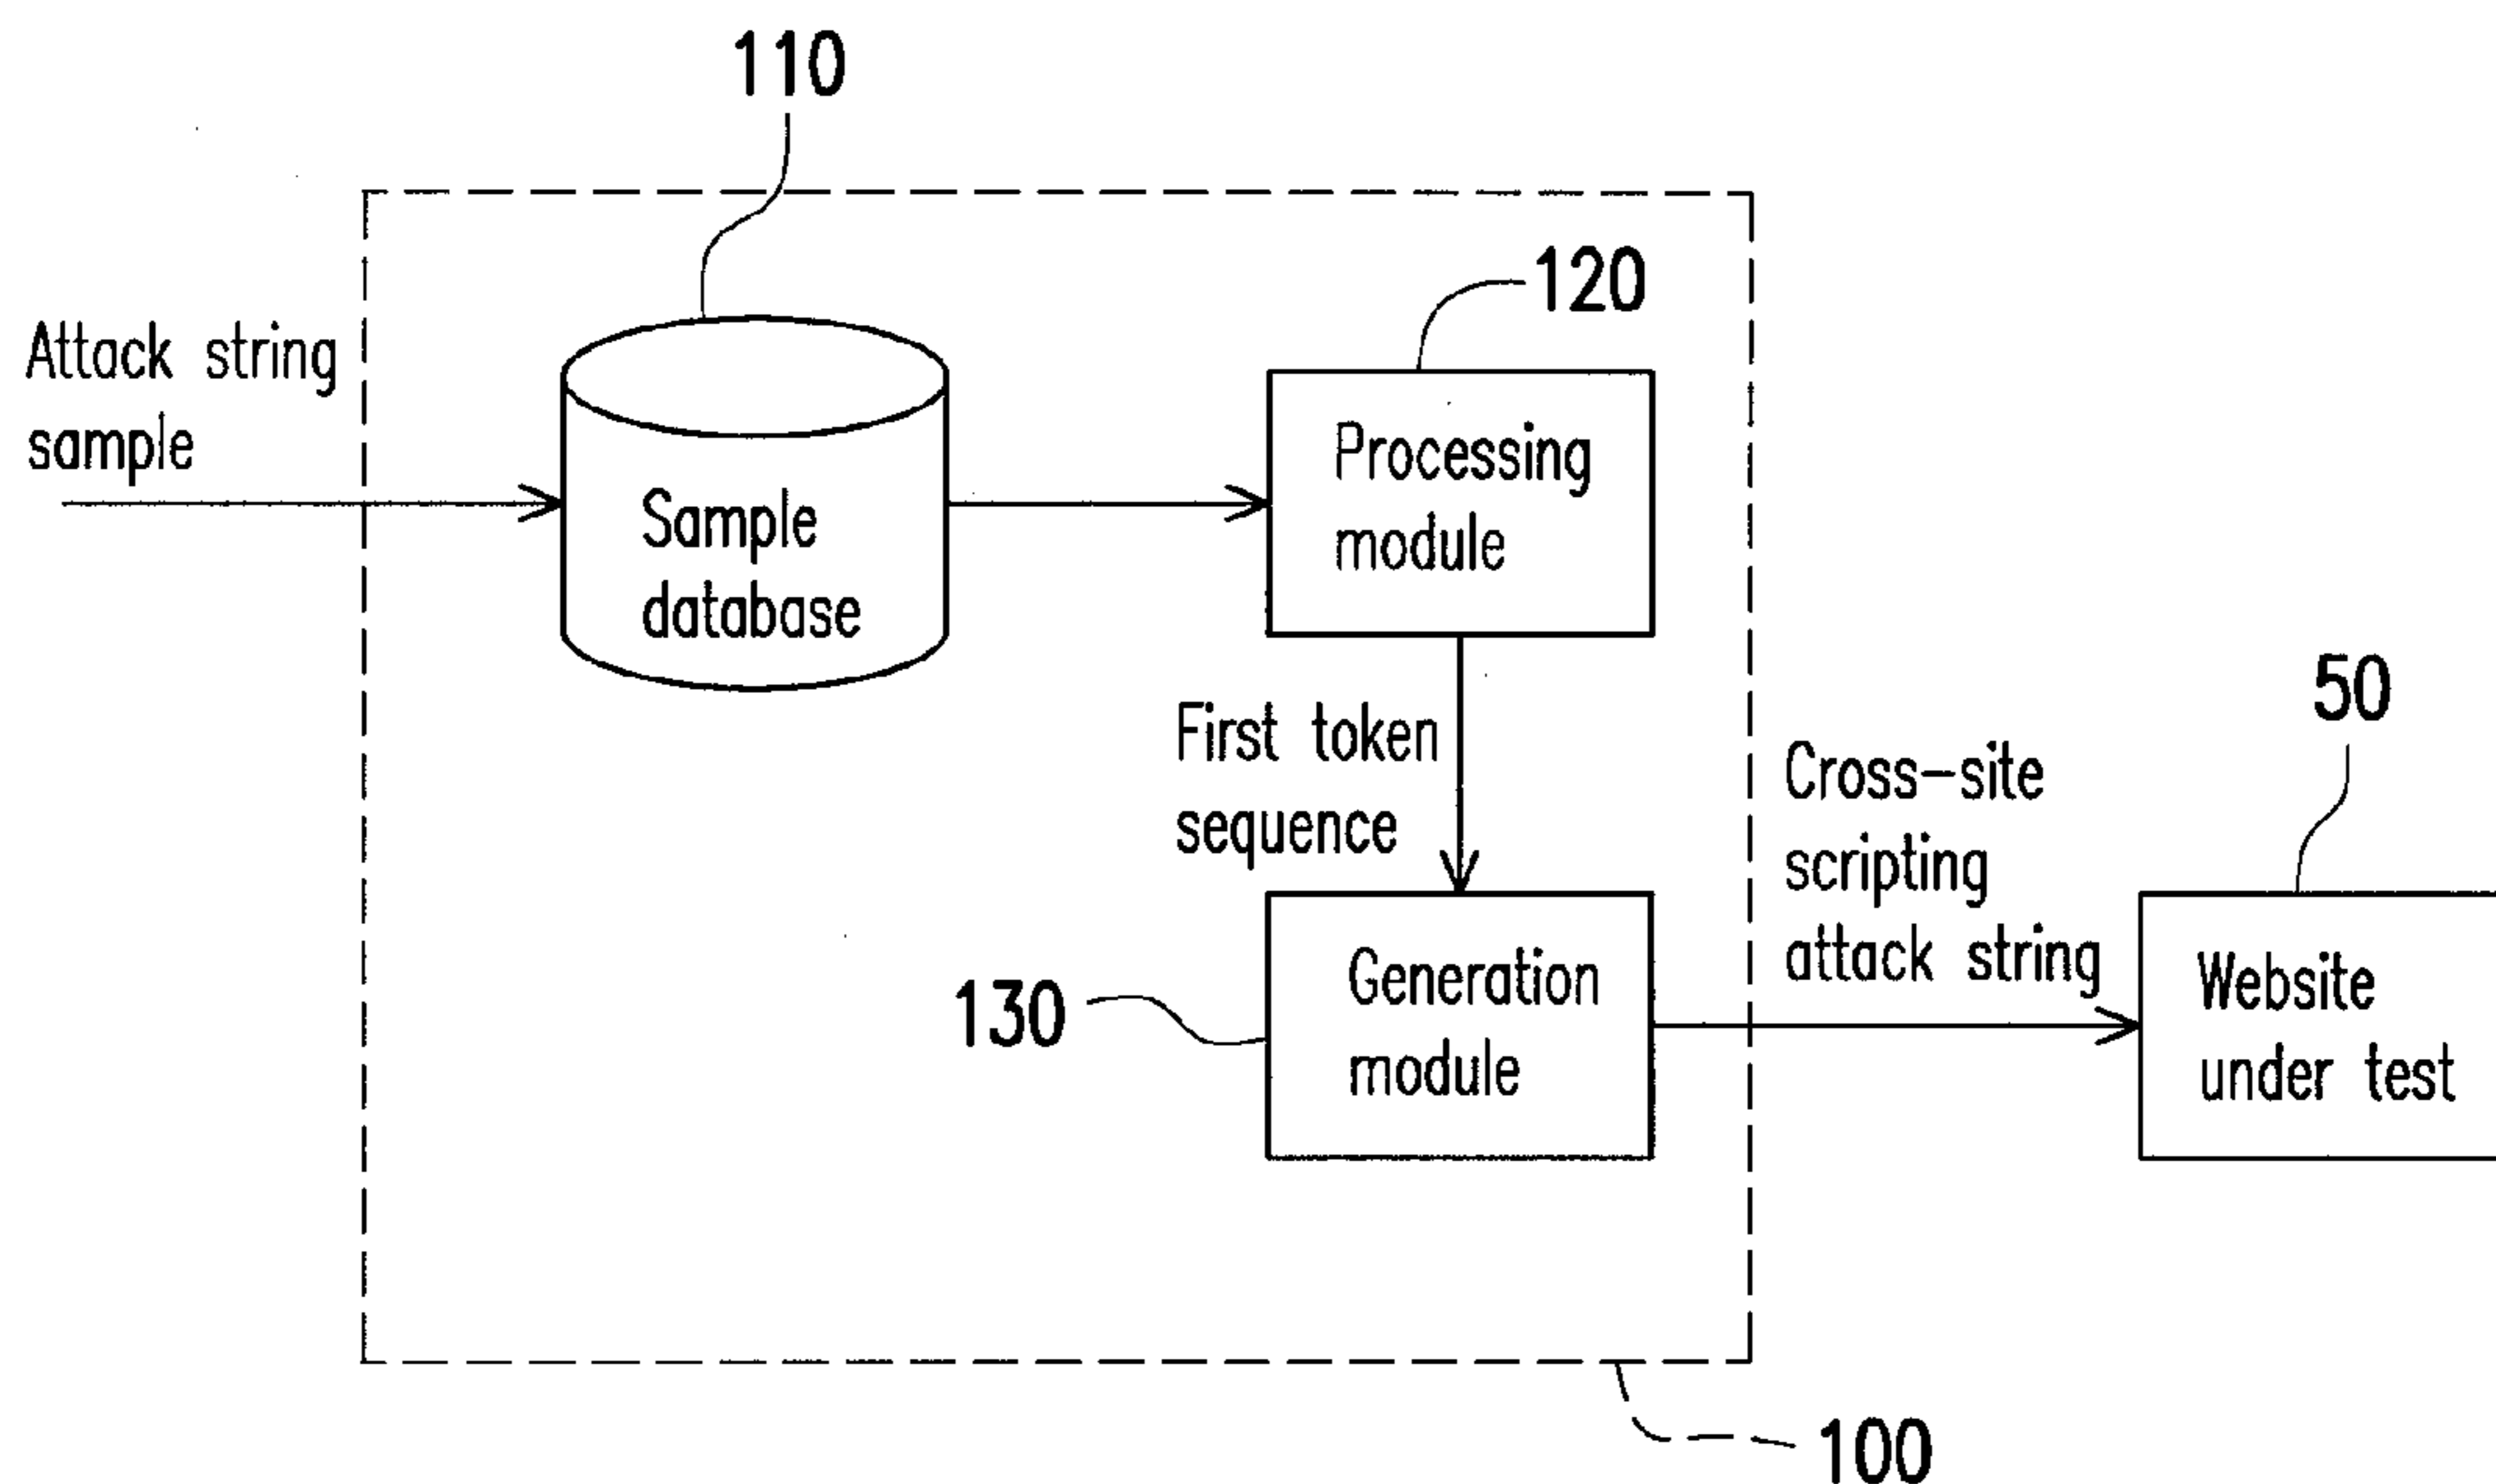 110
120
Attack string
sample
Sample
database
Processing
module
First token
sequence
50
Cross-site
scripting
attack string
130
Generation
module
Website
under test
100